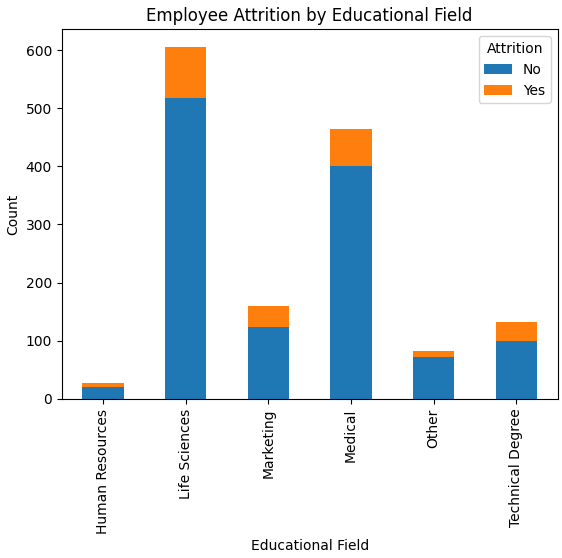 Employee Attrition by Educational Field
Attrition
No
Yes
600
500
400
300
200
100
0
Count
Human Resources
Life Sciences
Marketing
Medical
Other
Technical Degree
Educational Field